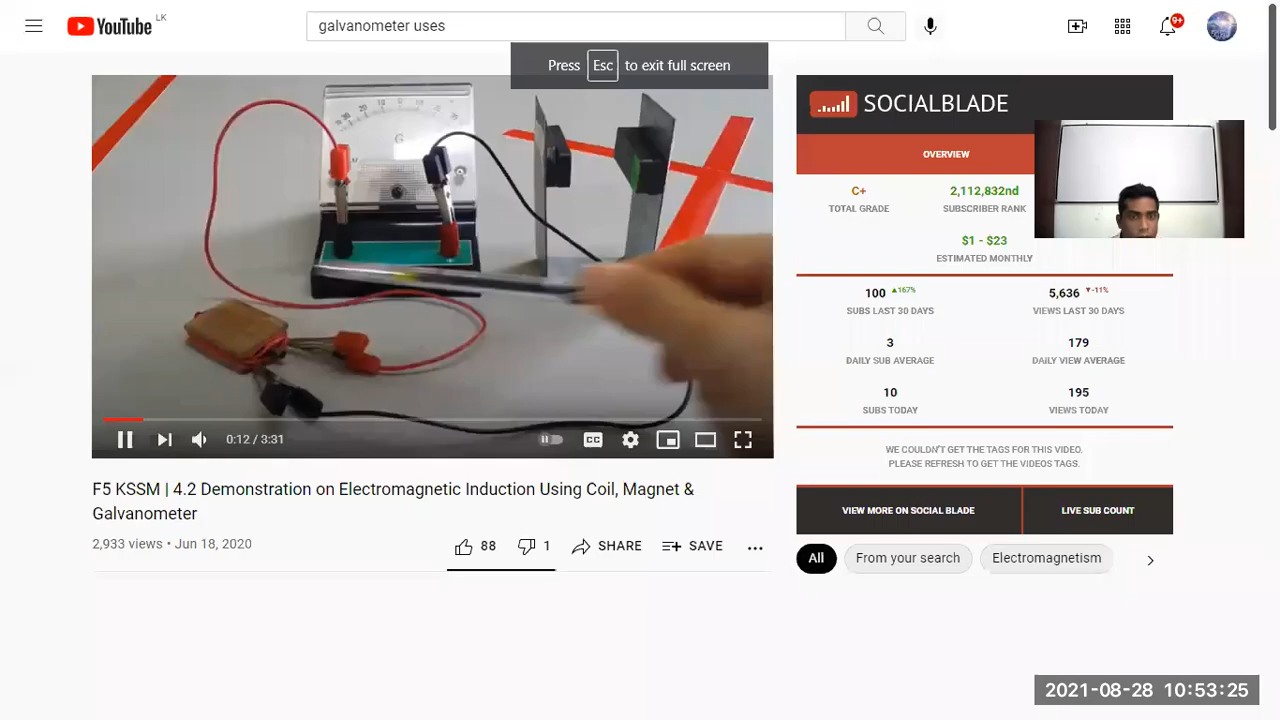 YouTube LK
galvanometer uses
9+
Press Esc to exit full screen
G
0:12 / 3:31
CC
F5 KSSM | 4.2 Demonstration on Electromagnetic Induction Using Coil, Magnet &
Galvanometer
2,933 views • Jun 18, 2020
88
1
SHARE
SAVE
SOCIALBLADE
OVERVIEW
C+
TOTAL GRADE
2,112,832nd
SUBSCRIBER RANK
$1 - $23
ESTIMATED MONTHLY
100 ▲167%
SUBS LAST 30 DAYS
5,636 ▼-11%
VIEWS LAST 30 DAYS
3
DAILY SUB AVERAGE
179
DAILY VIEW AVERAGE
10
SUBS TODAY
195
VIEWS TODAY
WE COULDN'T GET THE TAGS FOR THIS VIDEO.
PLEASE REFRESH TO GET THE VIDEOS TAGS.
VIEW MORE ON SOCIAL BLADE
LIVE SUB COUNT
All
From your search
Electromagnetism
2021-08-28 10:53:25